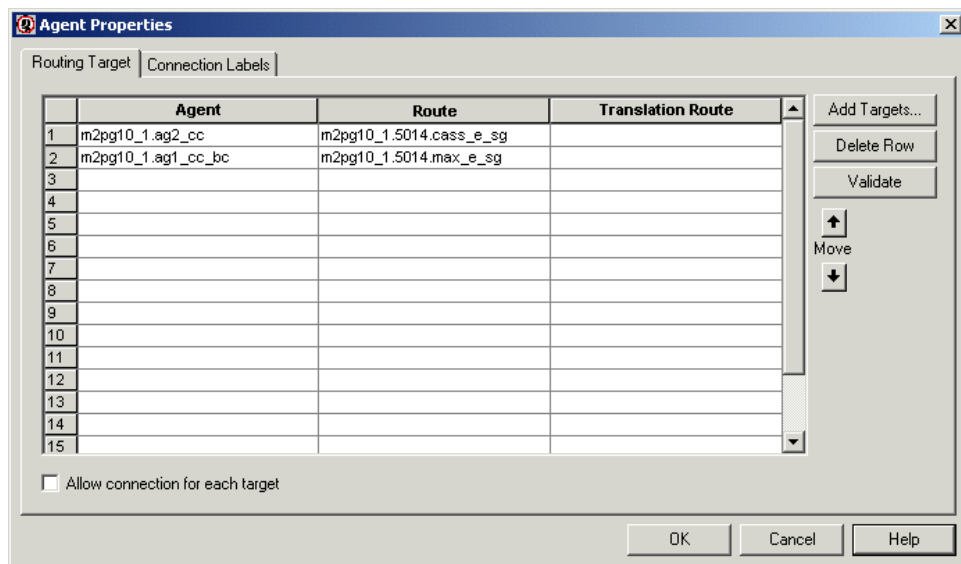 Agent Properties
Routing Target Connection Labels
Agent Route Translation Route
1 m2pg10_1.ag2_cc m2pg10_1.5014.cass_e_sg
2 m2pg10_1.ag1_cc_bc m2pg10_1.5014.max_e_sg
3
4
5
6
7
8
9
10
11
12
13
14
15
Add Targets...
Delete Row
Validate
Move
Allow connection for each target
OK Cancel Help